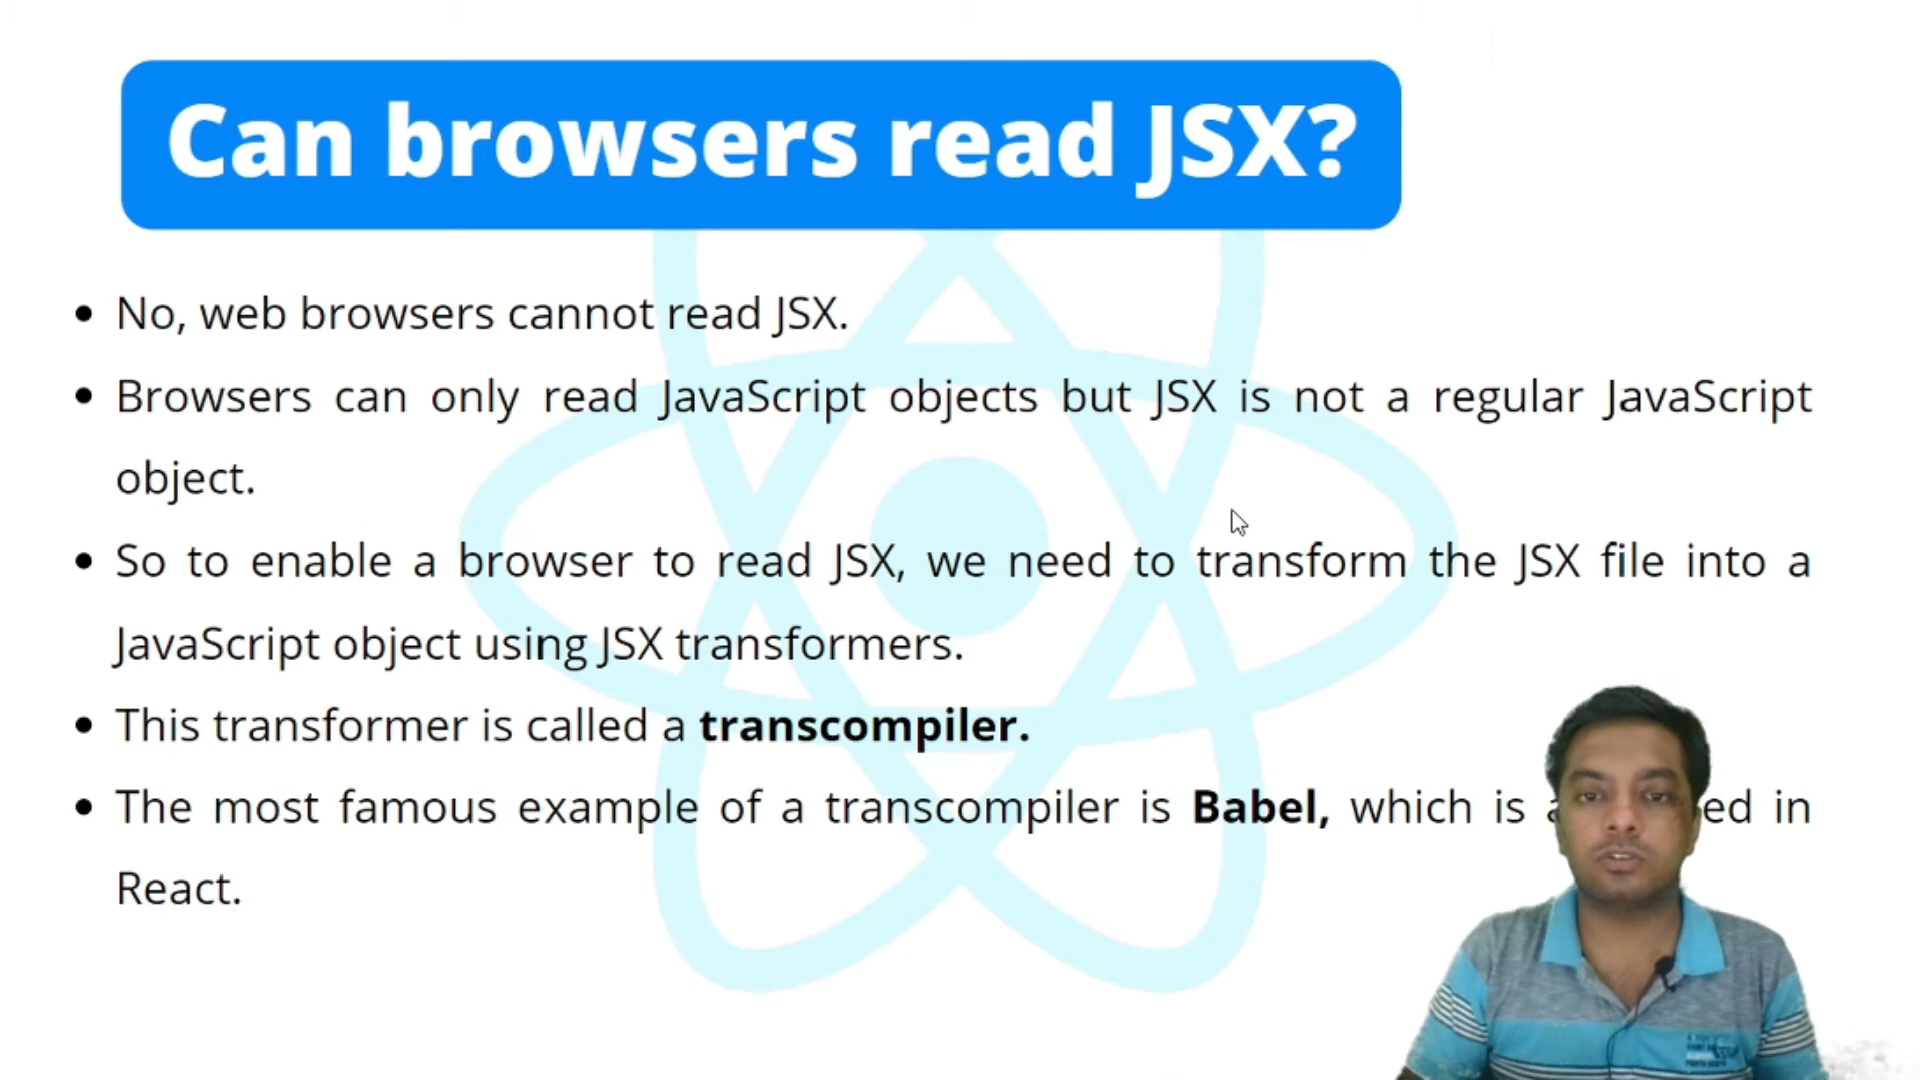 Can browsers read JSX?
• No, web browsers cannot read JSX.
• Browsers can only read JavaScript objects but JSX is not a regular JavaScript
object.
• So to enable a browser to read JSX, we need to transform the JSX file into a
JavaScript object using JSX transformers.
• This transformer is called a transcompiler.
• The most famous example of a transcompiler is Babel, which is in
React.